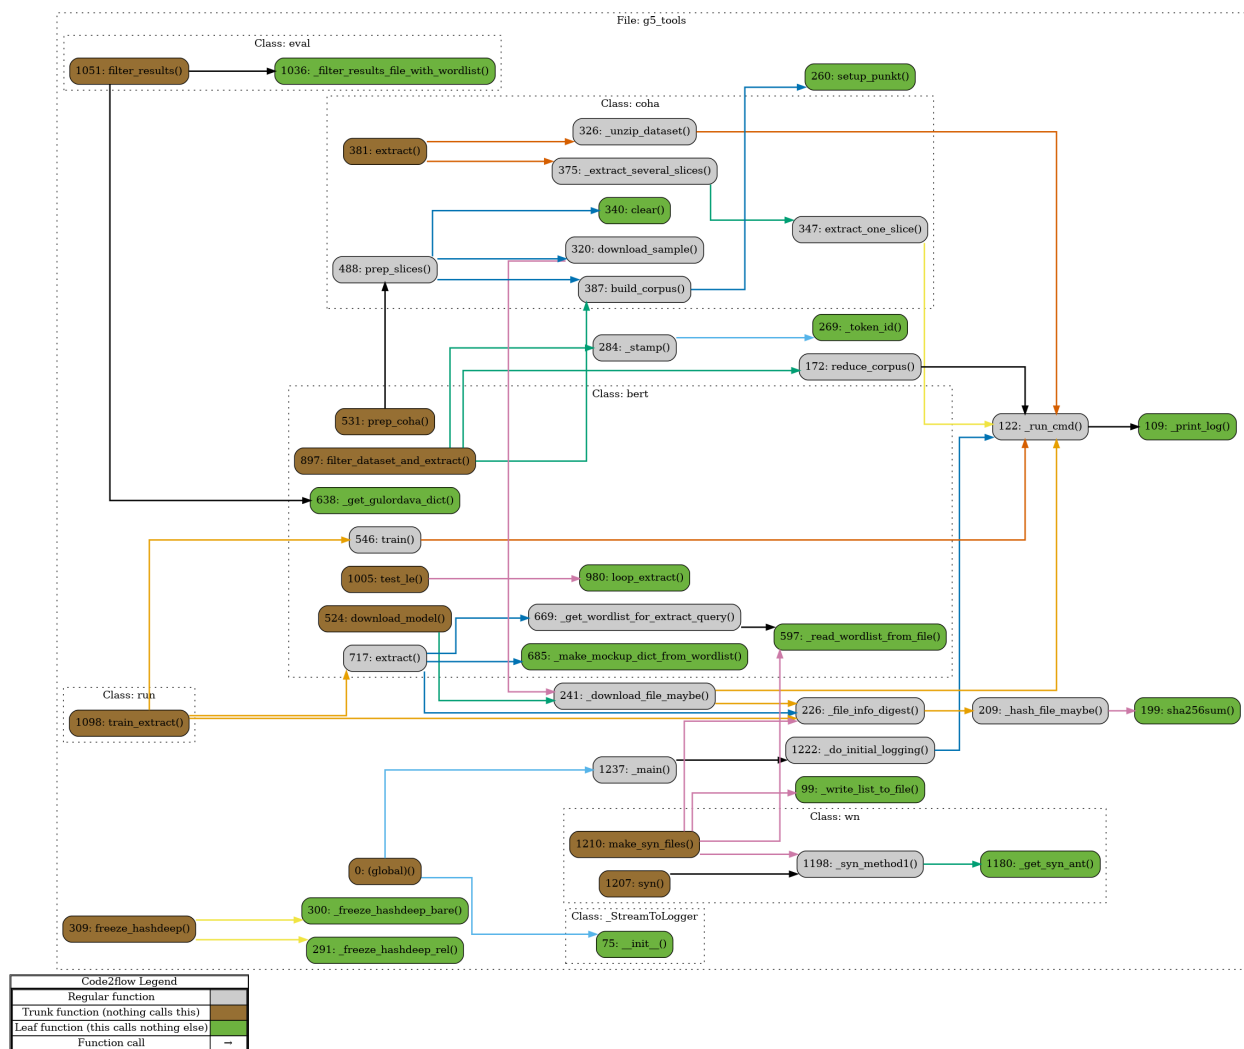 File: g5_tools
Class: eval
1051: filter_results()
1036: _filter_results_file_with_wordlist()
260: setup_punkt()
Class: coha
326: _unzip_dataset()
381: extract()
375: _extract_several_slices()
340: clear()
347: extract_one_slice()
320: download_sample()
488: prep_slices()
387: build_corpus()
269: _token_id()
284: _stamp()
172: reduce_corpus()
Class: bert
531: prep_coha()
122: _run_cmd()
109: _print_log()
897: filter_dataset_and_extract()
638: _get_gulordava_dict()
546: train()
1005: test_le()
980: loop_extract()
524: download_model()
669: _get_wordlist_for_extract_query()
597: _read_wordlist_from_file()
717: extract()
685: _make_mockup_dict_from_wordlist()
Class: run
241: _download_file_maybe()
1098: train_extract()
226: _file_info_digest()
209: _hash_file_maybe()
199: sha256sum()
1222: _do_initial_logging()
1237: _main()
99: _write_list_to_file()
Class: wn
1210: make_syn_files()
1198: _syn_method1()
1180: _get_syn_ant()
0: (global)()
1207: syn()
300: _freeze_hashdeep_bare()
Class: _StreamToLogger
309: freeze_hashdeep()
75: __init__()
291: _freeze_hashdeep_rel()
Code2flow Legend
Regular function
Trunk function (nothing calls this)
Leaf function (this calls nothing else)
Function call →